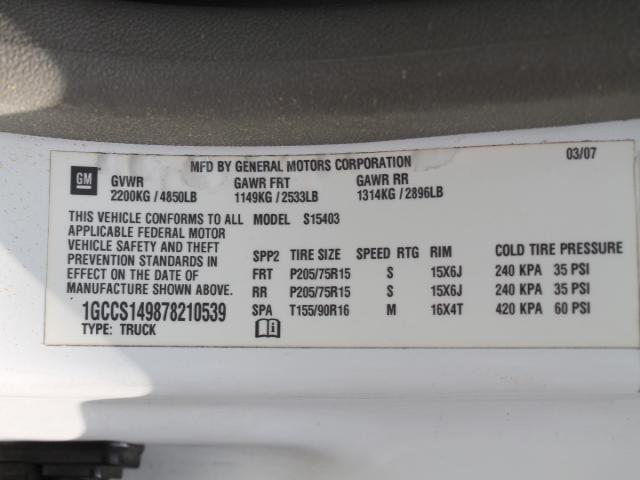 MFD BY GENERAL MOTORS CORPORATION 03/07
GM GVWR GAWR FRT GAWR RR
2200KG / 4850LB 1149KG / 2533LB 1314KG / 2896LB
THIS VEHICLE CONFORMS TO ALL MODEL S15403
APPLICABLE FEDERAL MOTOR
VEHICLE SAFETY AND THEFT SPP2 TIRE SIZE SPEED RTG RIM COLD TIRE PRESSURE
PREVENTION STANDARDS IN FRT P205/75R15 S 15X6J 240 KPA 35 PSI
EFFECT ON THE DATE OF RR P205/75R15 S 15X6J 240 KPA 35 PSI
MANUFACTURE SHOWN ABOVE.
1GCCS149878210539 SPA T155/90R16 M 16X4T 420 KPA 60 PSI
TYPE: TRUCK